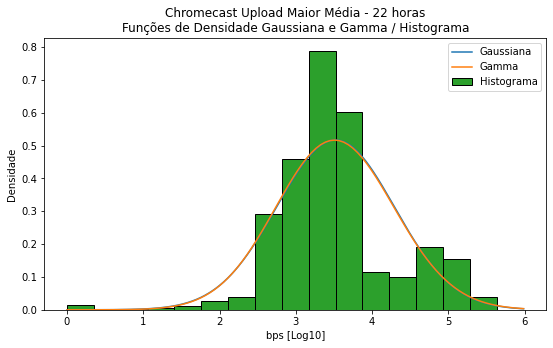 Chromecast Upload Maior Média - 22 horas
Funções de Densidade Gaussiana e Gamma / Histograma
Gaussiana
Gamma
Histograma
Densidade
0.8
0.7
0.6
0.5
0.4
0.3
0.2
0.1
0.0
0 1 2 3 4 5 6
bps [Log10]